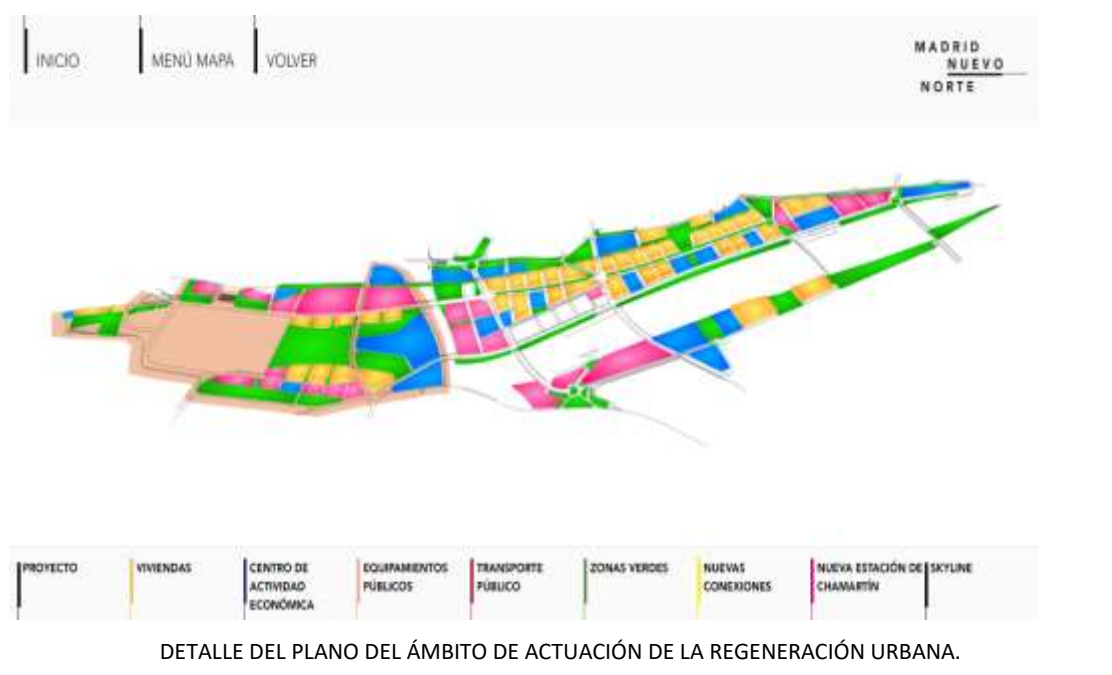 INICIO
MENÚ MAPA
VOLVER
MADRID
NUEVO
NORTE
PROYECTO
VIVIENDAS
CENTRO DE
ACTIVIDAD
ECONÓMICA
EQUIPAMIENTOS
PÚBLICOS
TRANSPORTE
PÚBLICO
ZONAS VERDES
NUEVAS
CONEXIONES
NUEVA ESTACIÓN DE
CHAMARTÍN
SKYLINE
DETALLE DEL PLANO DEL ÁMBITO DE ACTUACIÓN DE LA REGENERACIÓN URBANA.